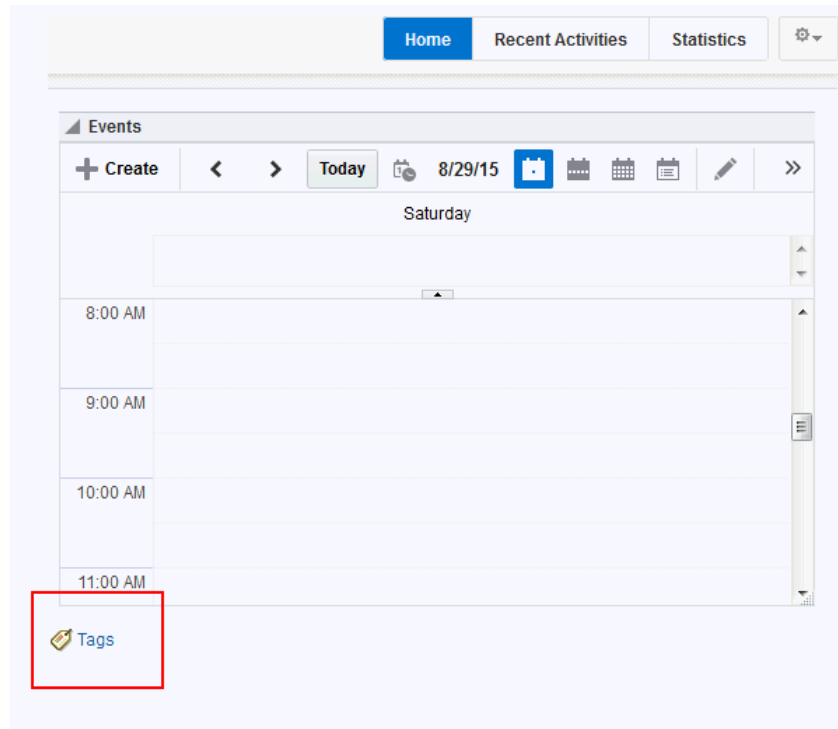 Home Recent Activities Statistics
Events
Create Today 8/29/15
Saturday
8:00 AM
9:00 AM
10:00 AM
11:00 AM
Tags